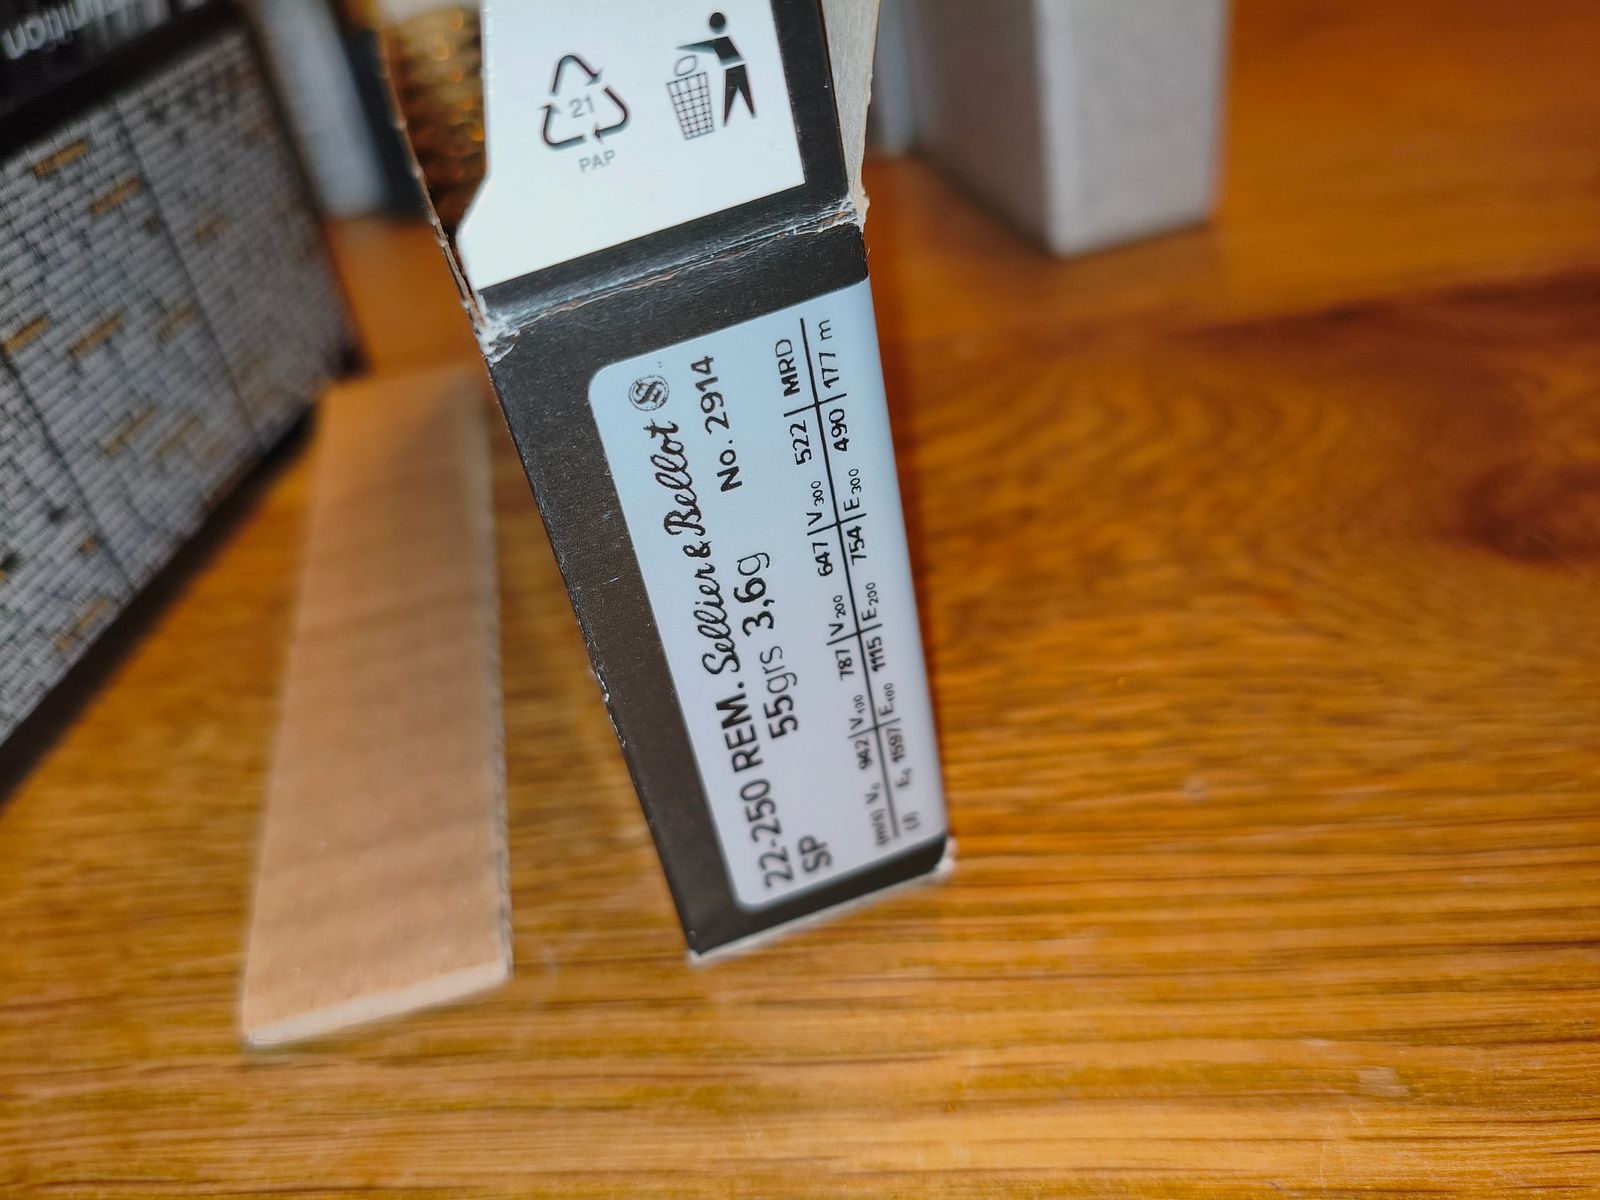 21
PAP
22-250 REM. Sellier & Bellot
SP 55grs 3,6g No. 2914
(m/s) V₀ 942 V₁₀₀ 787 V₂₀₀ 647 V₃₀₀ 522 MRD
(J) E₀ 1597 E₁₀₀ 1115 E₂₀₀ 754 E₃₀₀ 490 177 m